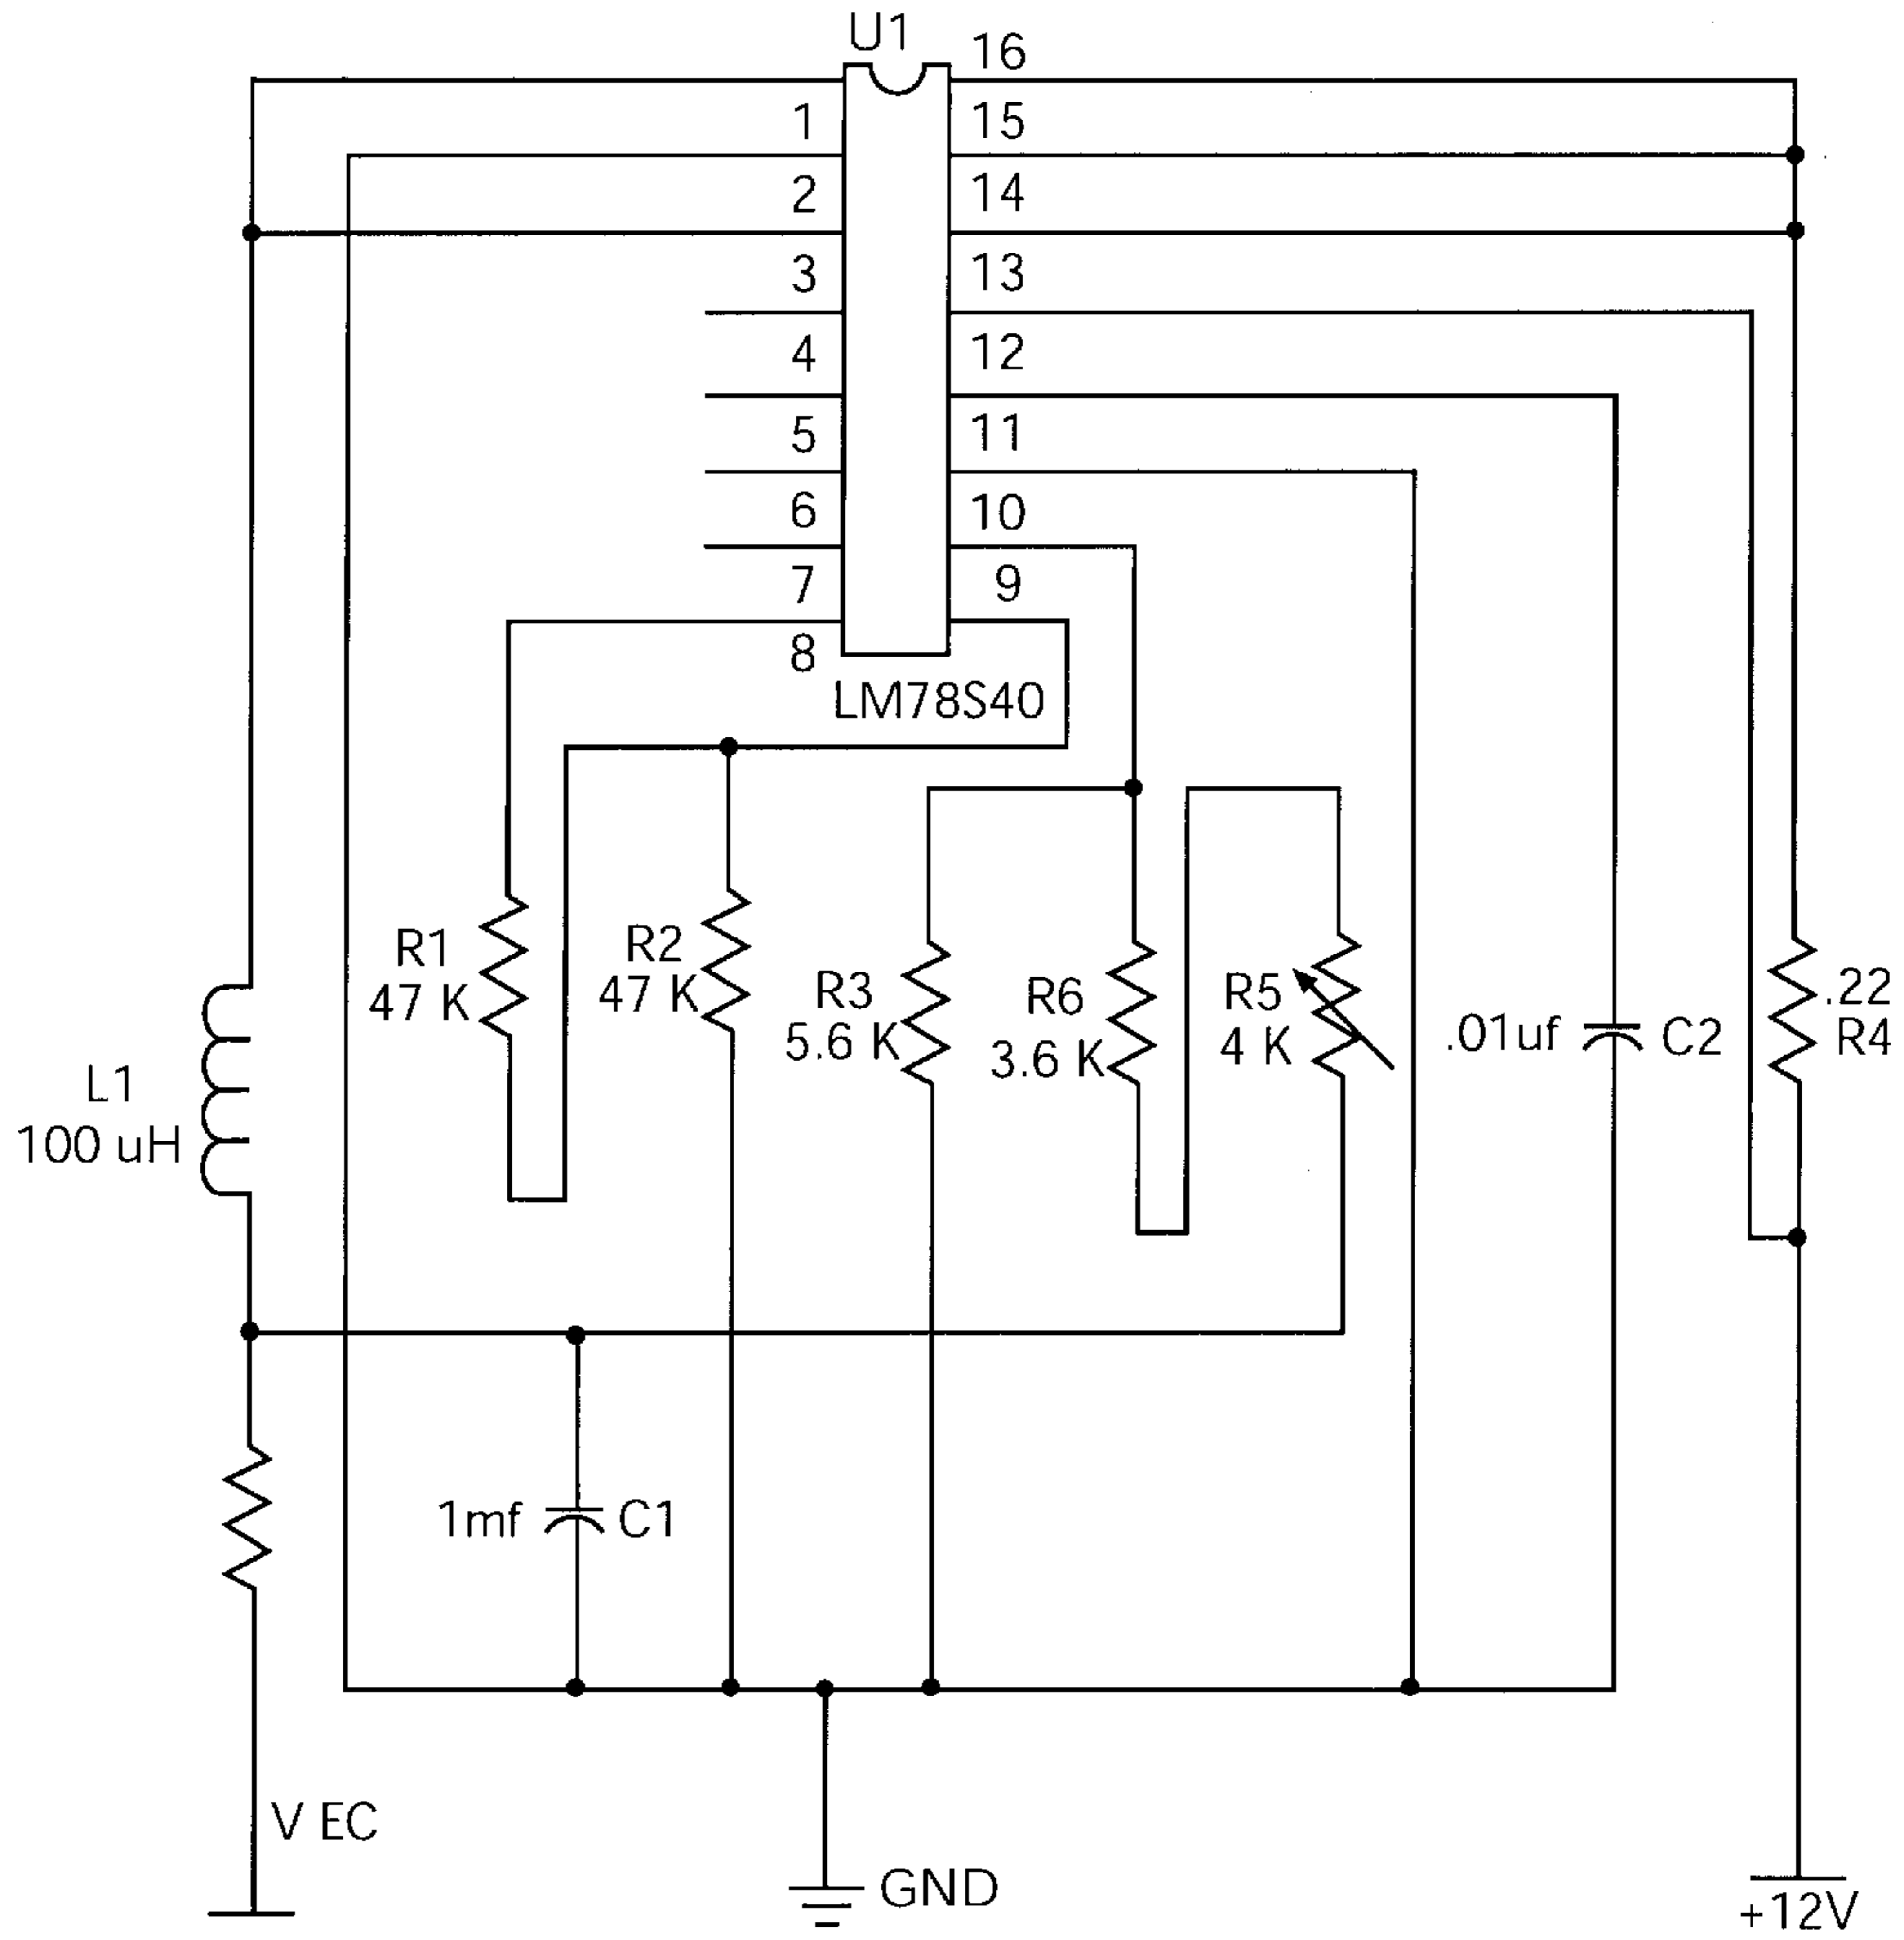 U1
16
1
15
2
14
3
13
4
12
5
11
6
10
7
9
8
LM78S40
R1
47 K
R2
47 K
R3
5.6 K
R6
3.6 K
R5
4 K
.01uf
C2
.22
R4
L1
100 uH
1mf
C1
V EC
GND
+12V